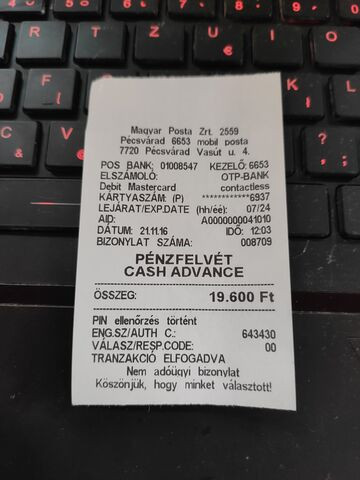 Magyar Posta Zrt. 2559
Pécsvárad 6653 mobil posta
7720 Pécsvárad Vasút u. 4.
POS BANK: 01008547 KEZELŐ: 6653
ELSZÁMOLÓ: OTP-BANK
Debit Mastercard contactless
KÁRTYASZÁM: (P) ************6937
LEJÁRAT/EXP.DATE (hh/éé): 07/24
AID: A0000000041010
DÁTUM: 21.11.16 IDŐ: 12:03
BIZONYLAT SZÁMA: 008709
PÉNZFELVÉT
CASH ADVANCE
ÖSSZEG: 19.600 Ft
PIN ellenőrzés történt
ENG.SZ/AUTH C.: 643430
VÁLASZ/RESP.CODE: 00
TRANZAKCIÓ ELFOGADVA
Nem adóügyi bizonylat
Köszönjük, hogy minket választott!